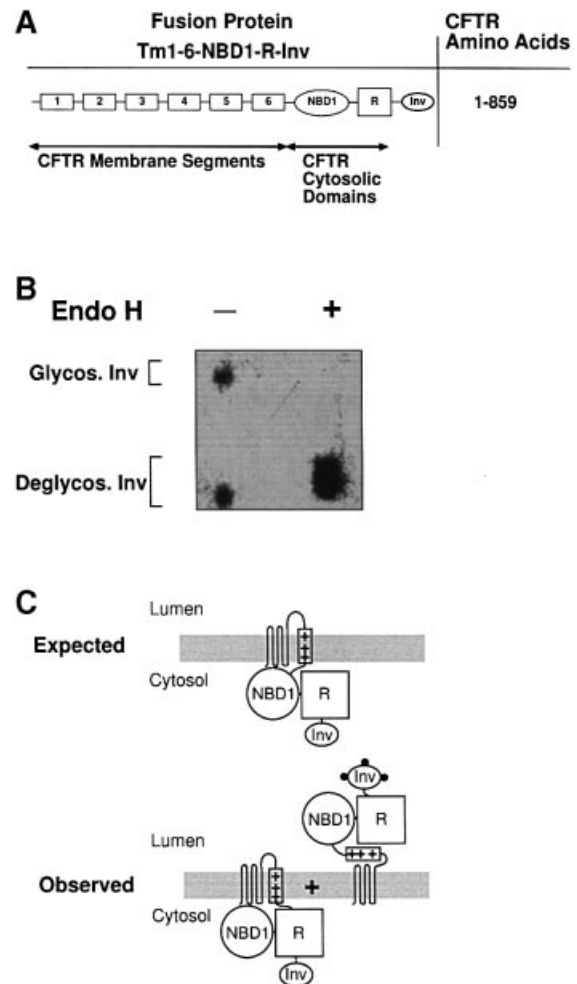 A
Fusion Protein
Tm1-6-NBD1-R-Inv
CFTR
Amino Acids
1 2 3 4 5 6 NBD1 R Inv
1-859
CFTR Membrane Segments
CFTR
Cytosolic
Domains
B
Endo H — +
Glycos. Inv
Deglycos. Inv
C
Lumen
Expected
+
+
+
Cytosol
NBD1 R
Inv
Inv
NBD1 R
Lumen
+++
Observed
+
+
+
+
Cytosol
NBD1 R
Inv